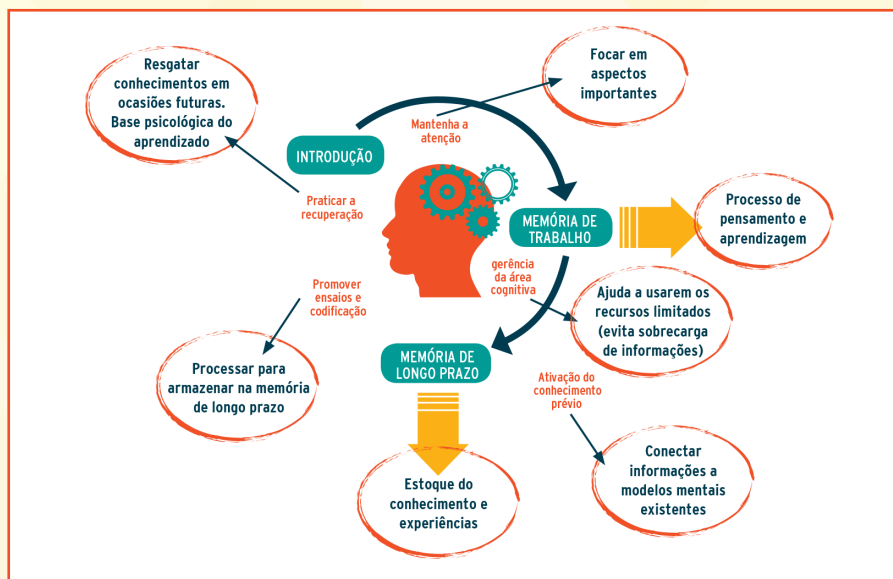 Resgatar
conhecimentos em
ocasiões futuras.
Base psicológica do
aprendizado
Focar em
aspectos
importantes
Mantenha a
atenção
INTRODUÇÃO
Praticar a
recuperação
MEMÓRIA DE
TRABALHO
Processo de
pensamento e
aprendizagem
gerência
da área
cognitiva
Promover
ensaios e
codificação
Ajuda a usarem os
recursos limitados
(evita sobrecarga
de informações)
MEMÓRIA DE
LONGO PRAZO
Processar para
armazenar na memória
de longo prazo
Ativação do
conhecimento
prévio
Conectar
informações a
modelos mentais
existentes
Estoque do
conhecimento e
experiências